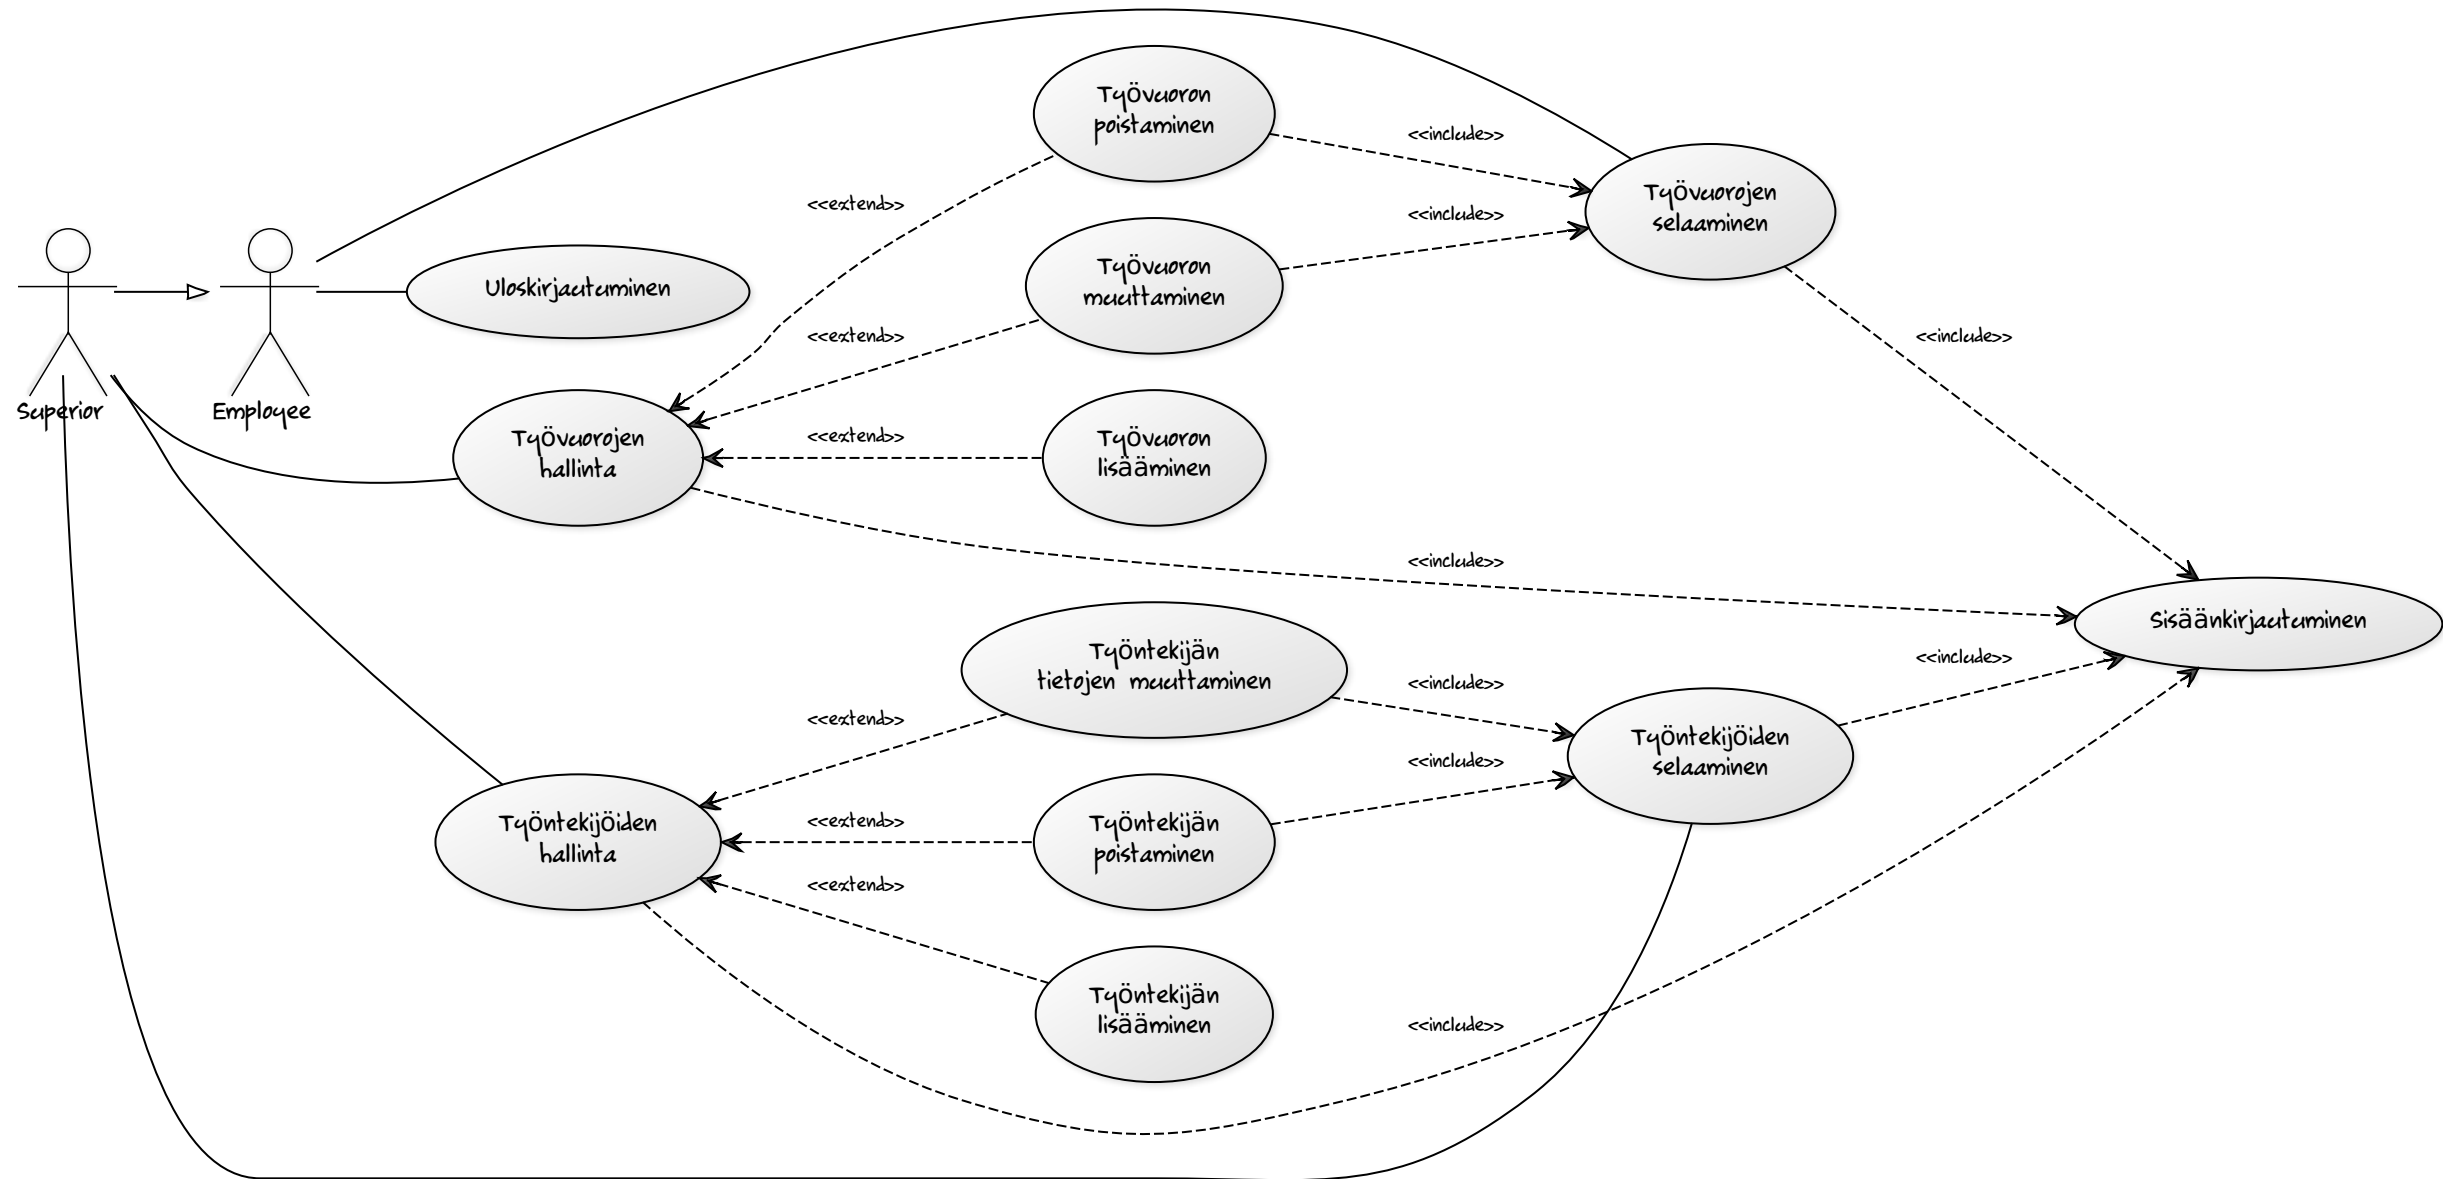 Työvuoron
poistaminen
<<include>>
Työvuorojen
selaaminen
<<extend>>
<<include>>
Työvuoron
muuttaminen
Uloskirjautuminen
<<extend>>
<<include>>
Superior
Employee
Työvuorojen
hallinta
<<extend>>
Työvuoron
lisääminen
<<include>>
Sisäänkirjautuminen
Työntekijän
tietojen muuttaminen
<<include>>
<<include>>
<<extend>>
Työntekijöiden
selaaminen
<<include>>
Työntekijöiden
hallinta
<<extend>>
Työntekijän
poistaminen
<<extend>>
Työntekijän
lisääminen
<<include>>